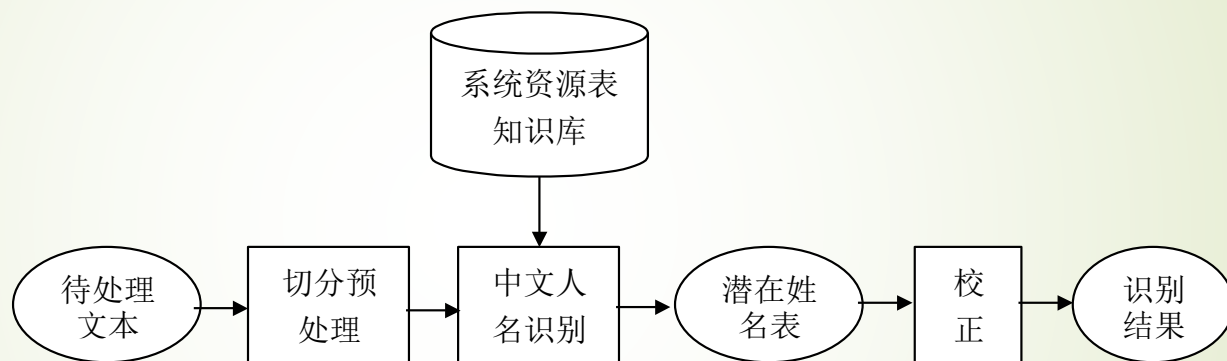 系统资源表
知识库
待处理
文本
切分预
处理
中文人
名识别
潜在姓
名表
校
正
识别
结果